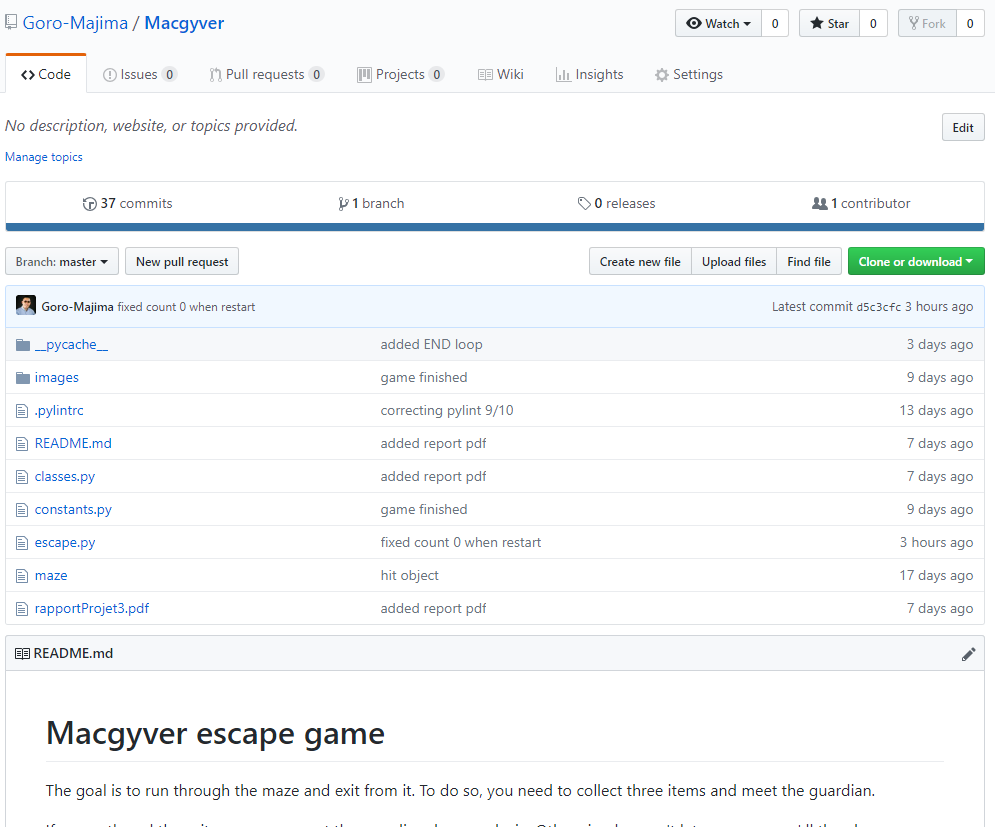 Goro-Majima / Macgyver
Watch 0 Star 0 Fork 0
Code Issues 0 Pull requests 0 Projects 0 Wiki Insights Settings
No description, website, or topics provided.
Edit
Manage topics
37 commits 1 branch 0 releases 1 contributor
Branch: master New pull request Create new file Upload files Find file Clone or download
Goro-Majima fixed count 0 when restart Latest commit d5c3cfc 3 hours ago
__pycache__ added END loop 3 days ago
images game finished 9 days ago
.pylintrc correcting pylint 9/10 13 days ago
README.md added report pdf 7 days ago
classes.py added report pdf 7 days ago
constants.py game finished 9 days ago
escape.py fixed count 0 when restart 3 hours ago
maze hit object 17 days ago
rapportProjet3.pdf added report pdf 7 days ago
README.md
Macgyver escape game
The goal is to run through the maze and exit from it. To do so, you need to collect three items and meet the guardian.